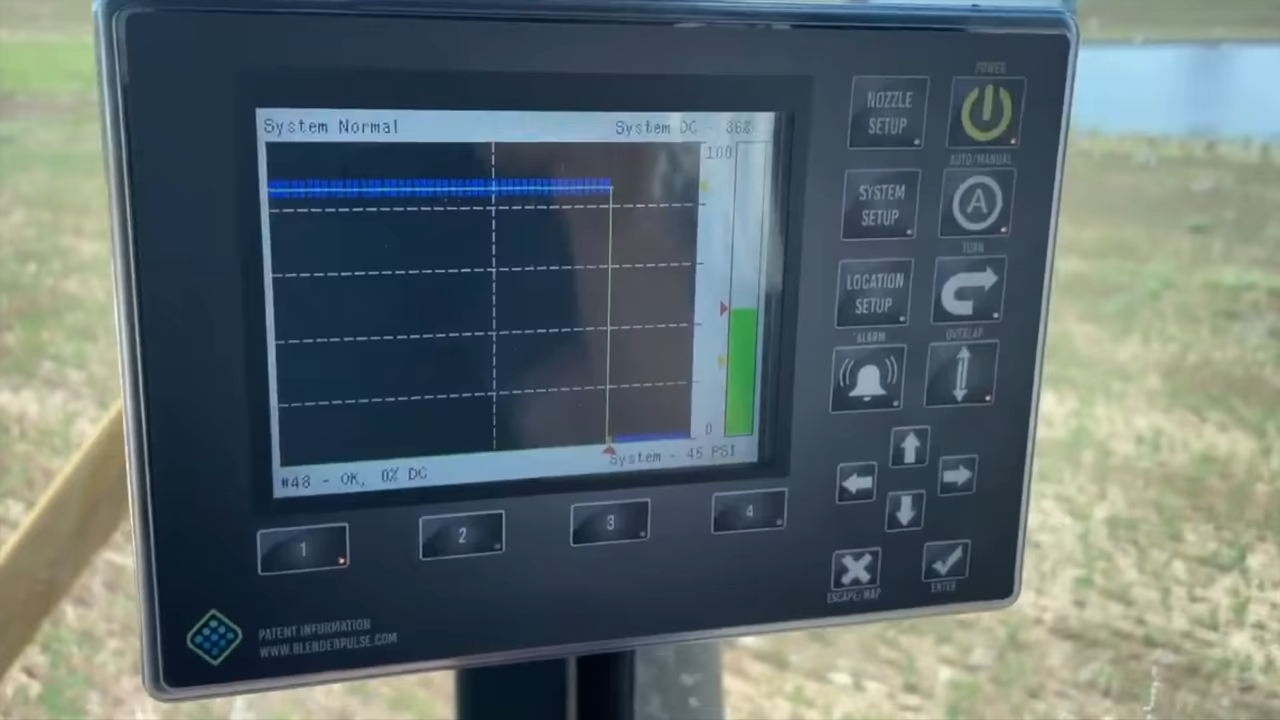 System Normal
System DC - 86%
100
0
System - 45 PSI
#48 - OK, 0% DC
1
2
3
4
NOZZLE
SETUP
POWER
SYSTEM
SETUP
AUTO/MANUAL
A
LOCATION
SETUP
TURN
ALARM
OVERLAP
ESCAPE/MAP
ENTER
PATENT INFORMATION
WWW.BLENDERPULSE.COM